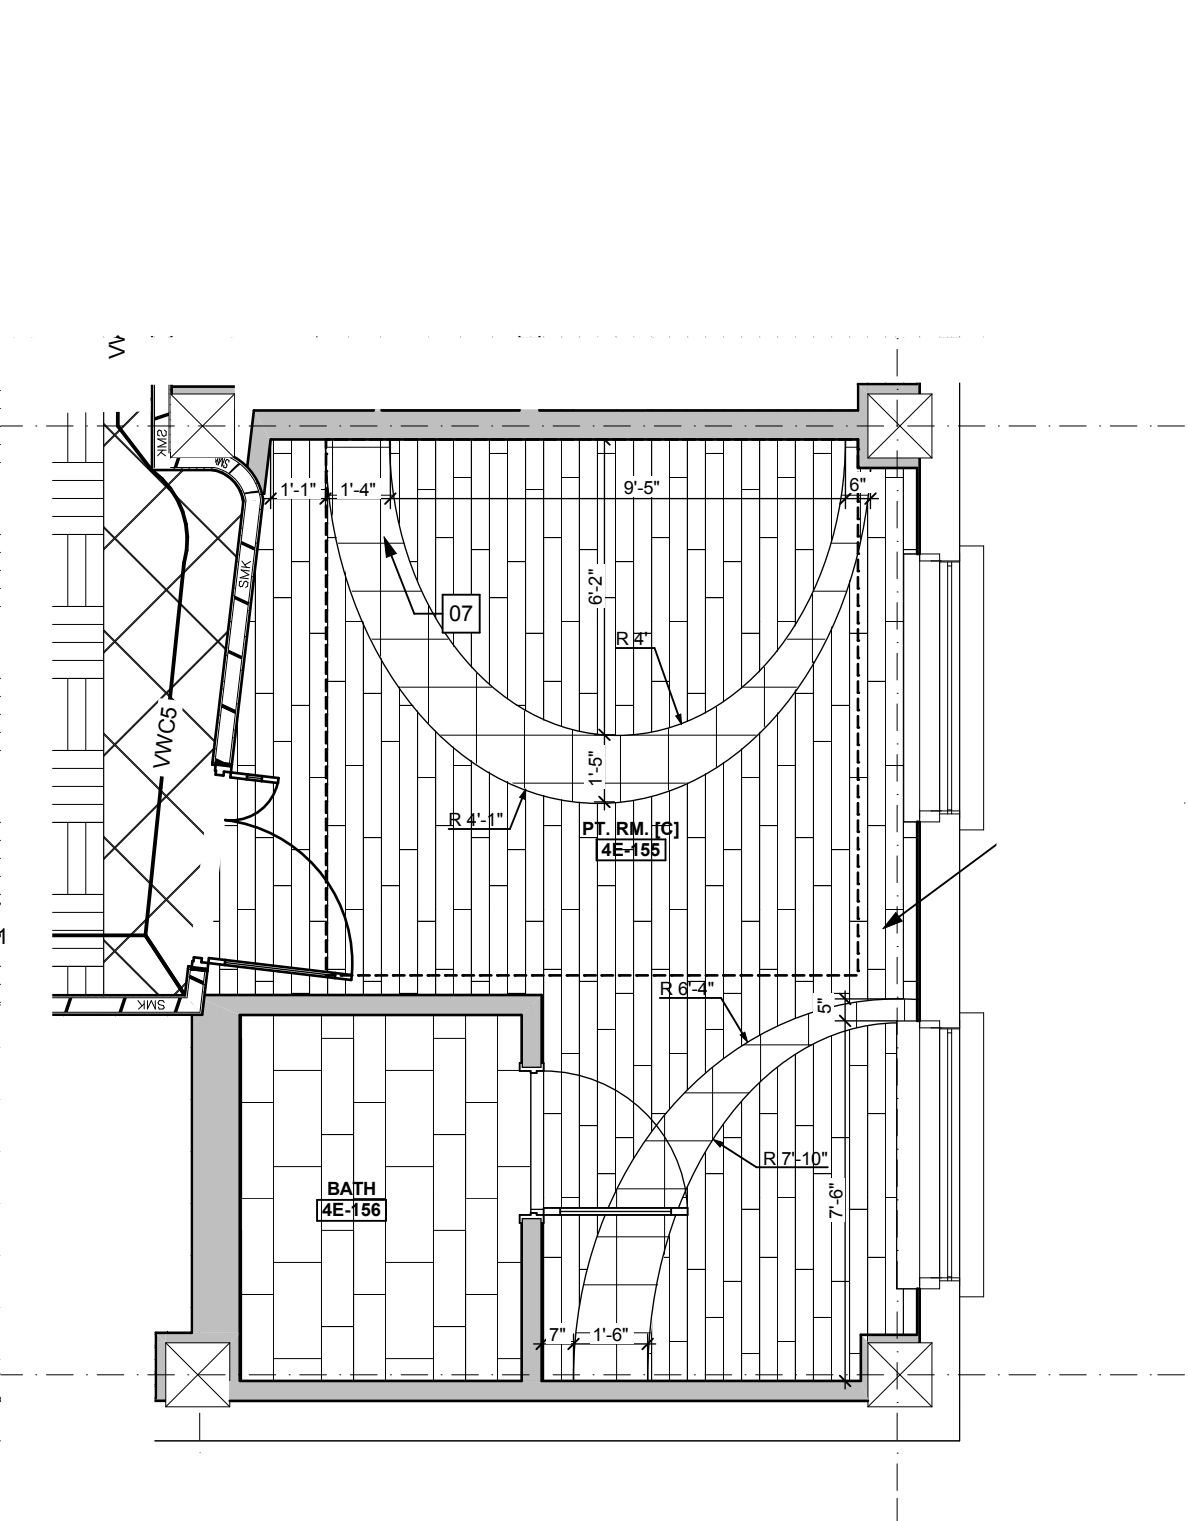 SMK
SMK
1'-1"
1'-4"
9'-5"
6"
SMK
6'-2"
07
R 4'
VWC5
1'-5"
R 4'-1"
PT. RM. [C]
4E-155
R 6'-4"
5"
SMK
R 7'-10"
BATH
4E-156
7'-6"
7"
1'-6"